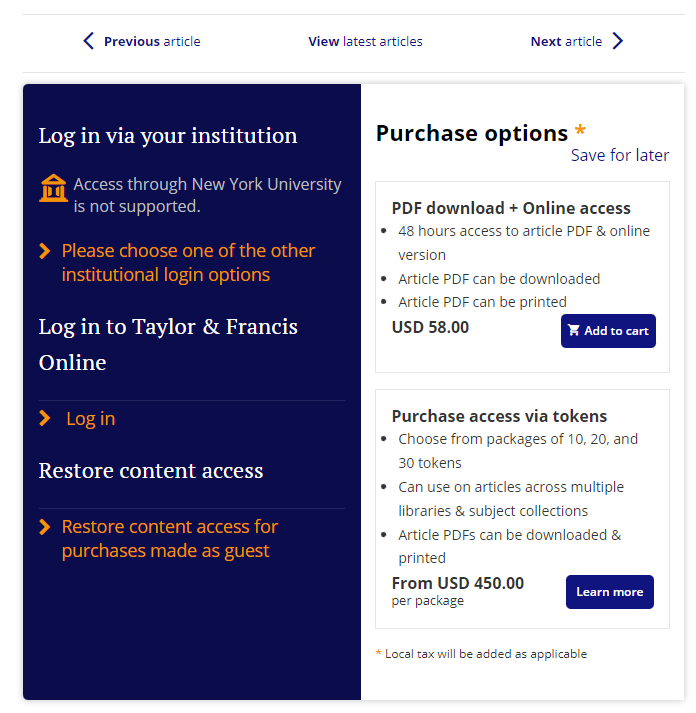 Previous article
View latest articles
Next article
Log in via your institution
Access through New York University
is not supported.
Please choose one of the other
institutional login options
Log in to Taylor & Francis
Online
Log in
Restore content access
Restore content access for
purchases made as guest
Purchase options *
Save for later
PDF download + Online access
48 hours access to article PDF & online
version
Article PDF can be downloaded
Article PDF can be printed
USD 58.00
Add to cart
Purchase access via tokens
Choose from packages of 10, 20, and
30 tokens
Can use on articles across multiple
libraries & subject collections
Article PDFs can be downloaded &
printed
From USD 450.00
per package
Learn more
* Local tax will be added as applicable